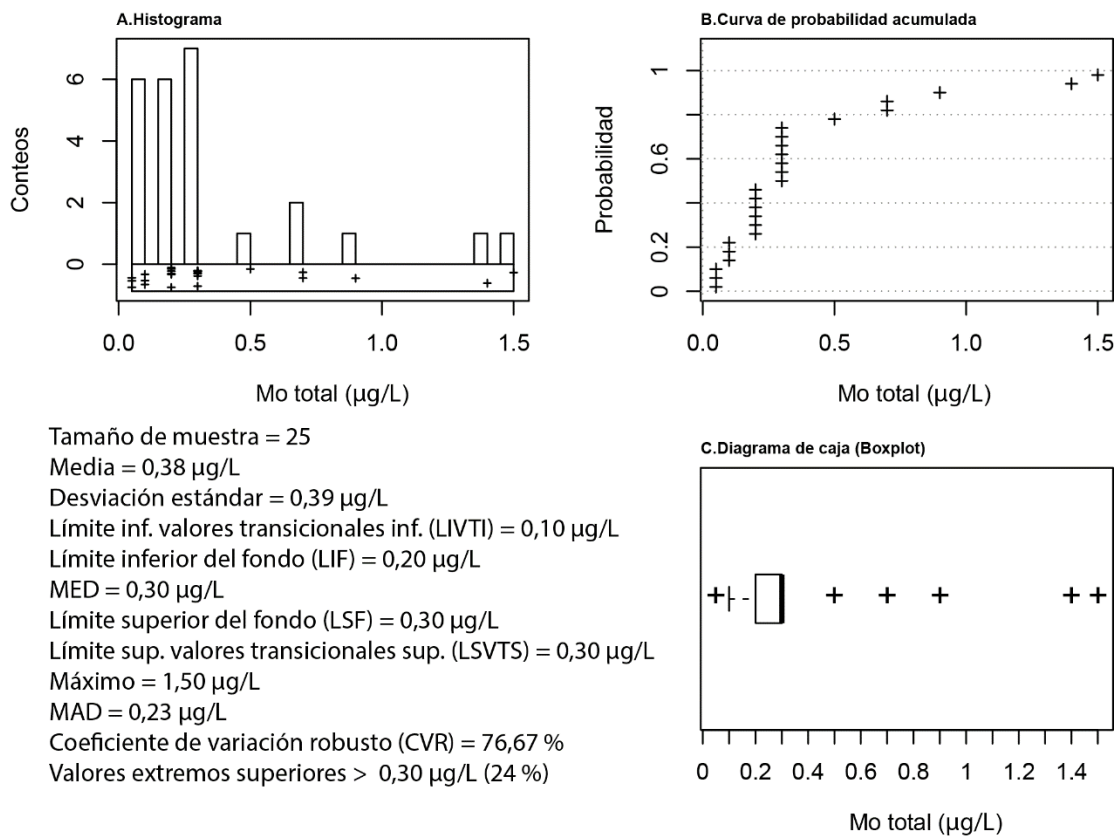 A.Histograma
Conteos
6
4
2
0
0.0 0.5 1.0 1.5
Mo total (µg/L)
B.Curva de probabilidad acumulada
Probabilidad
1
0.6
0.2
0
0.0 0.5 1.0 1.5
Mo total (µg/L)
Tamaño de muestra = 25
Media = 0,38 µg/L
Desviación estándar = 0,39 µg/L
Límite inf. valores transicionales inf. (LIVTI) = 0,10 µg/L
Límite inferior del fondo (LIF) = 0,20 µg/L
MED = 0,30 µg/L
Límite superior del fondo (LSF) = 0,30 µg/L
Límite sup. valores transicionales sup. (LSVTS) = 0,30 µg/L
Máximo = 1,50 µg/L
MAD = 0,23 µg/L
Coeficiente de variación robusto (CVR) = 76,67 %
Valores extremos superiores > 0,30 µg/L (24 %)
C.Diagrama de caja (Boxplot)
0 0.2 0.4 0.6 0.8 1 1.2 1.4
Mo total (µg/L)